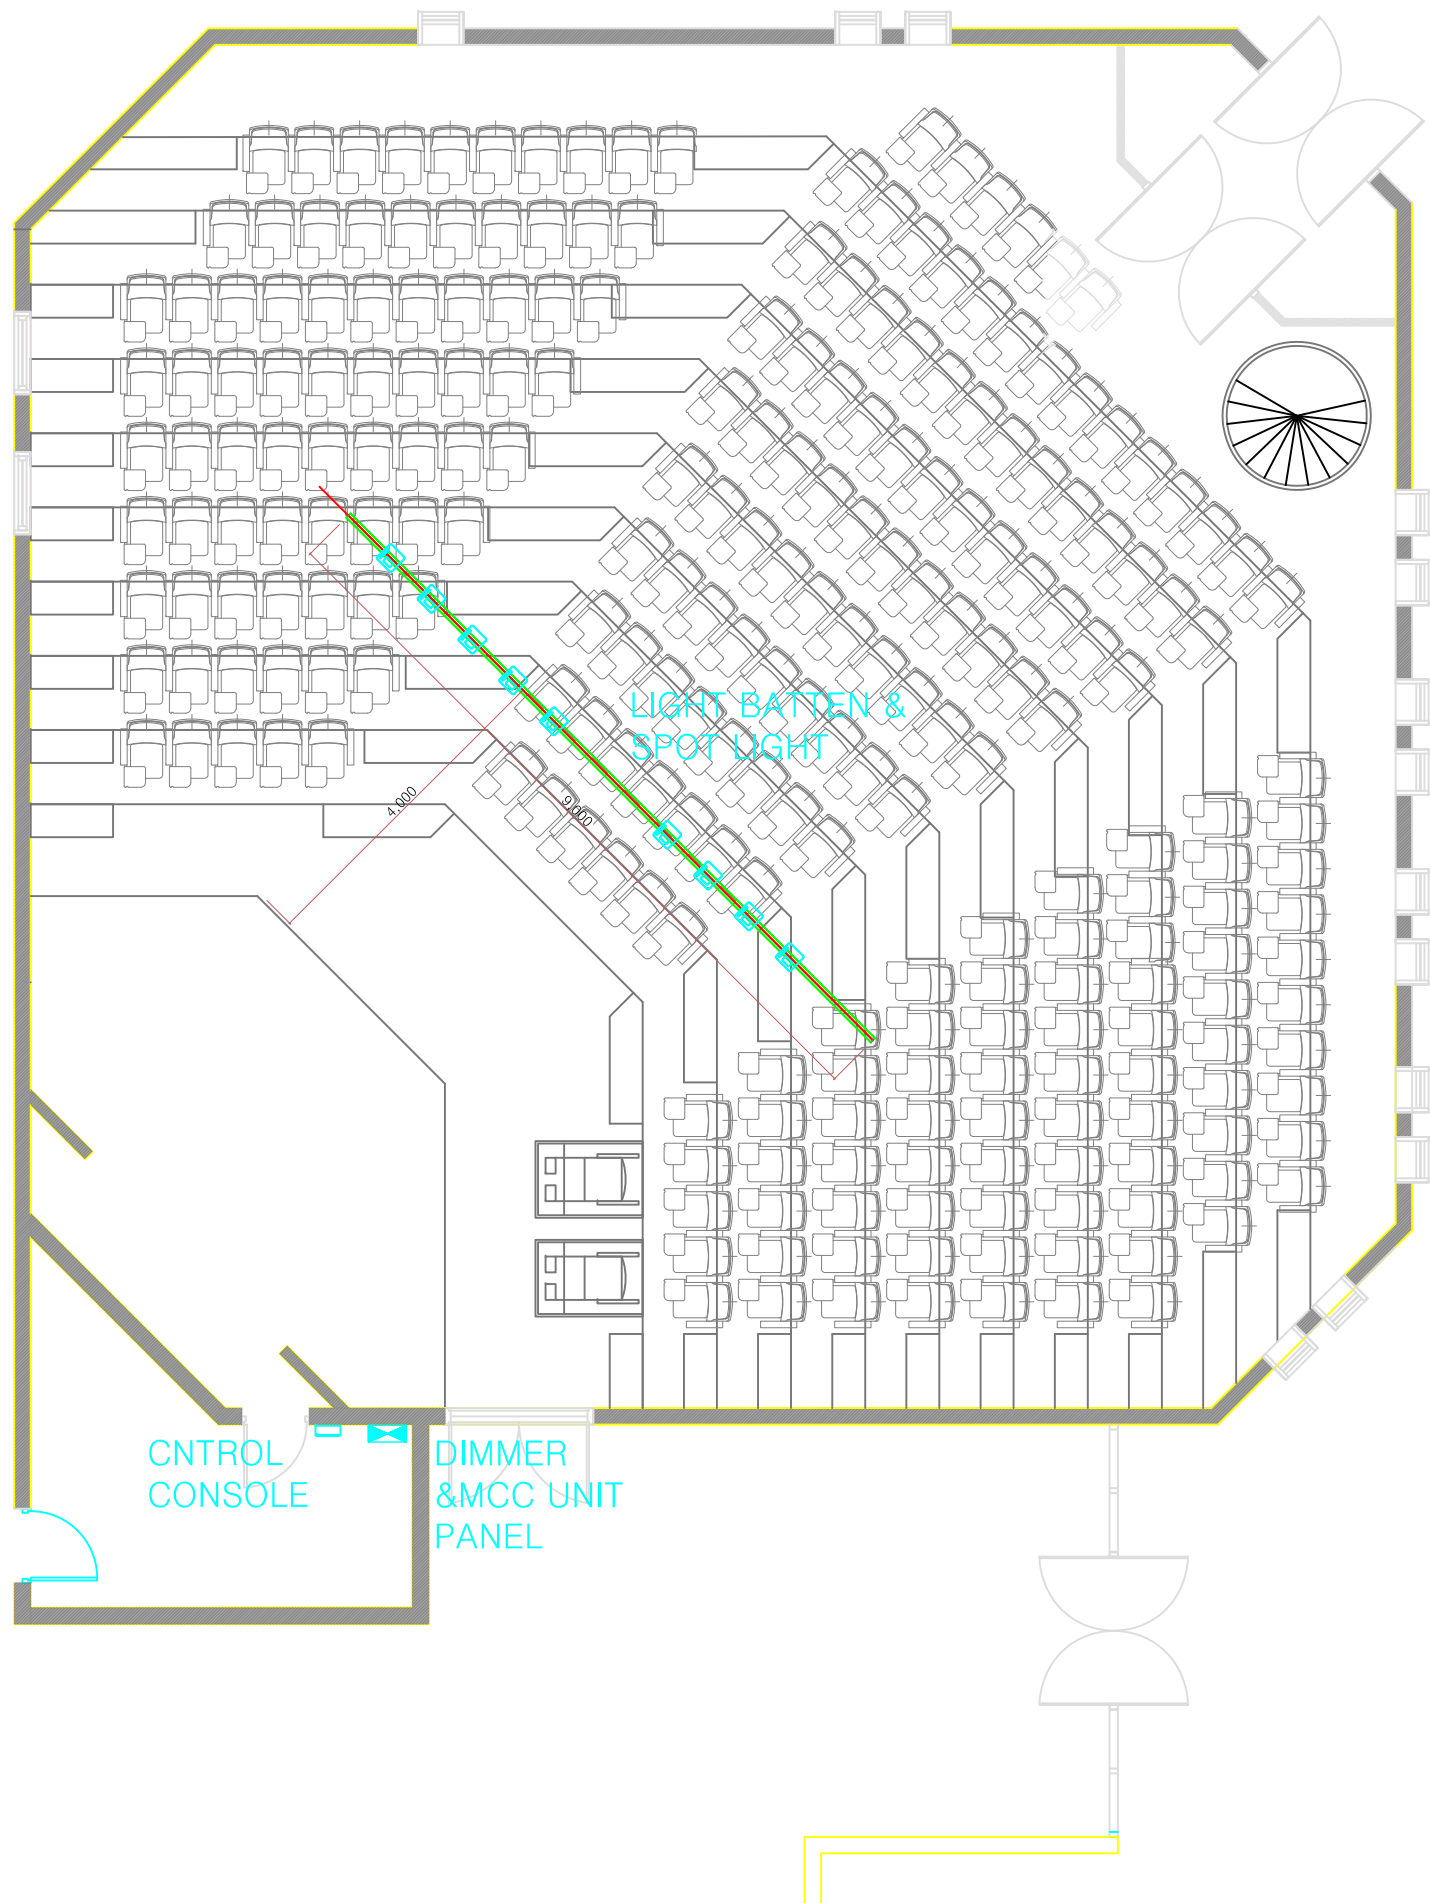 LIGHT BATTEN &
SPOT LIGHT
4,000
9,000
CNTROL
CONSOLE
DIMMER
&MCC UNIT
PANEL